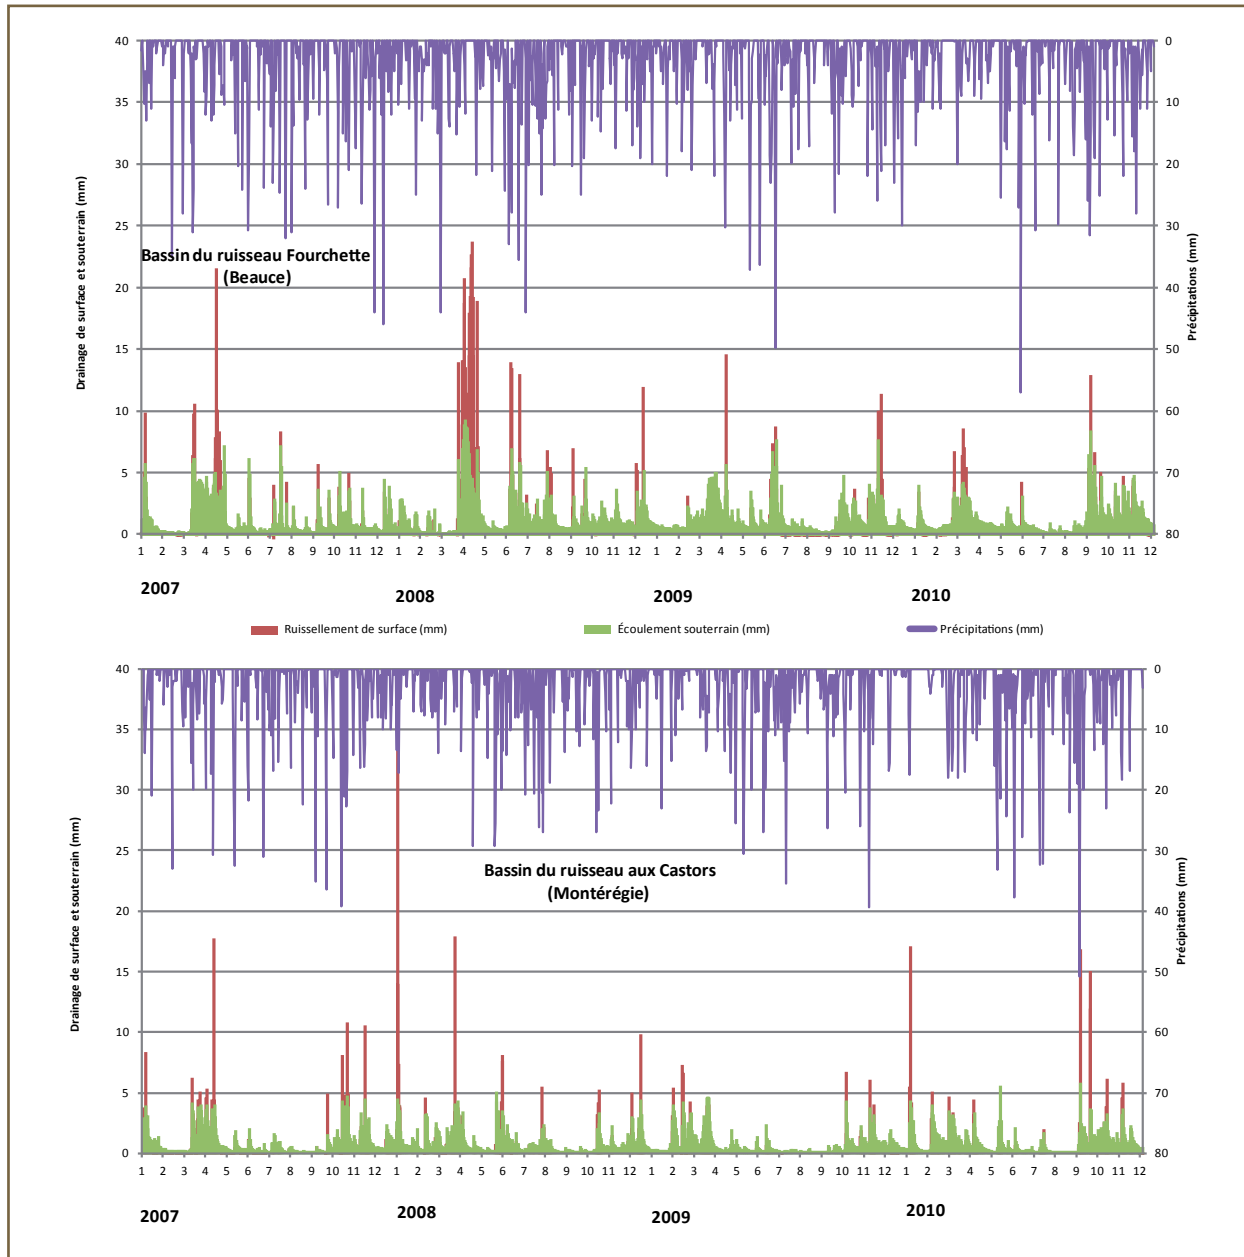 40
35
30
25
20
15
10
5
0
Drainage de surface et souterrain (mm)
0
10
20
30
40
50
60
70
80
Précipitations (mm)
Bassin du ruisseau Fourchette
(Beauce)
1 2 3 4 5 6 7 8 9 10 11 12 1 2 3 4 5 6 7 8 9 10 11 12 1 2 3 4 5 6 7 8 9 10 11 12 1 2 3 4 5 6 7 8 9 10 11 12
2007 2008 2009 2010
Ruissellement de surface (mm) Écoulement souterrain (mm) Précipitations (mm)
40
35
30
25
20
15
10
5
0
Drainage de surface et souterrain (mm)
0
10
20
30
40
50
60
70
80
Précipitations (mm)
Bassin du ruisseau aux Castors
(Montérégie)
1 2 3 4 5 6 7 8 9 10 11 12 1 2 3 4 5 6 7 8 9 10 11 12 1 2 3 4 5 6 7 8 9 10 11 12 1 2 3 4 5 6 7 8 9 10 11 12
2007 2008 2009 2010